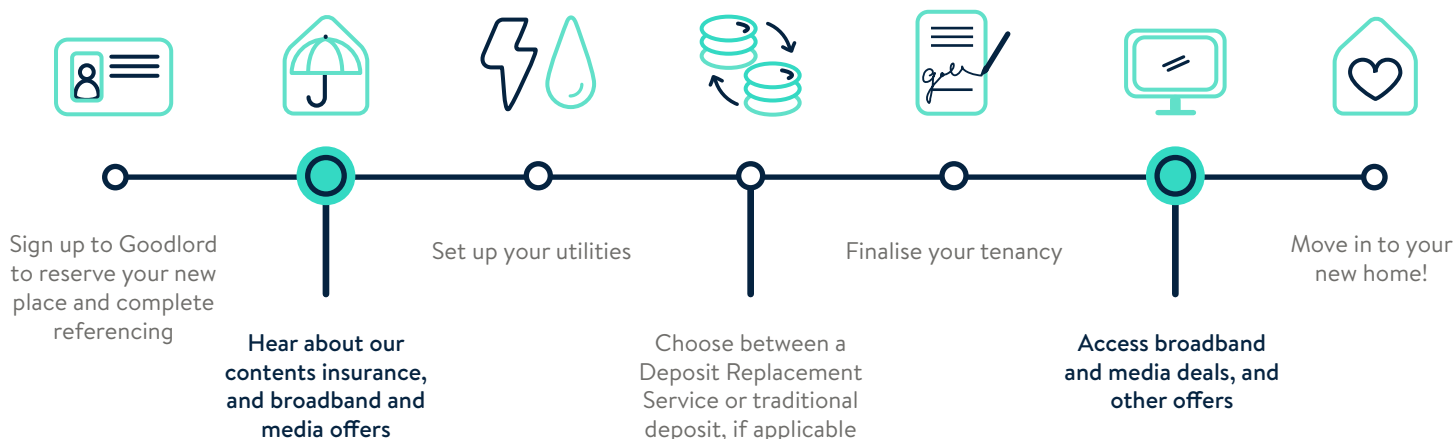 Sign up to Goodlord
to reserve your new
place and complete
referencing
Hear about our
contents insurance,
and broadband and
media offers
Set up your utilities
Choose between a
Deposit Replacement
Service or traditional
deposit, if applicable
Finalise your tenancy
Access broadband
and media deals, and
other offers
Move in to your
new home!